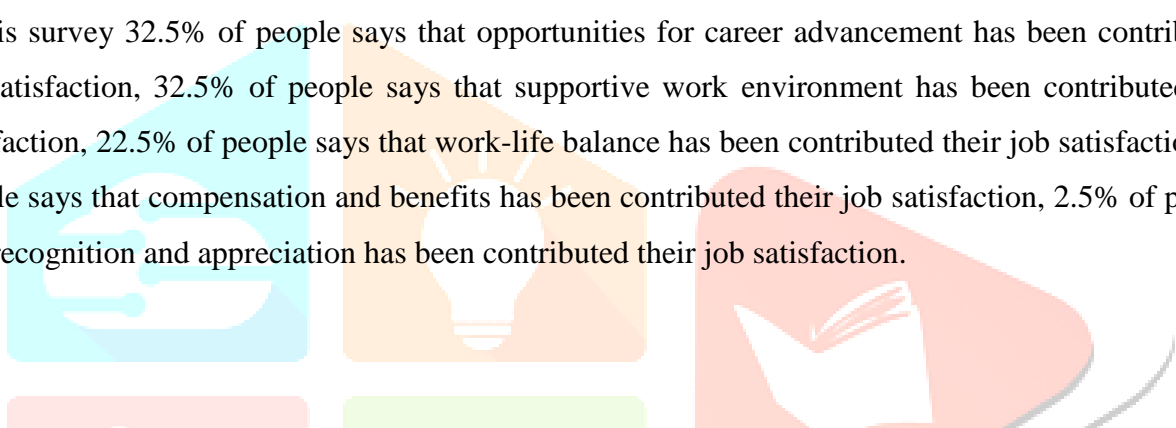 is survey 32.5% of people says that opportunities for career advancement has been contrib
atisfaction, 32.5% of people says that supportive work environment has been contributed
faction, 22.5% of people says that work-life balance has been contributed their job satisfactio
le says that compensation and benefits has been contributed their job satisfaction, 2.5% of p
recognition and appreciation has been contributed their job satisfaction.